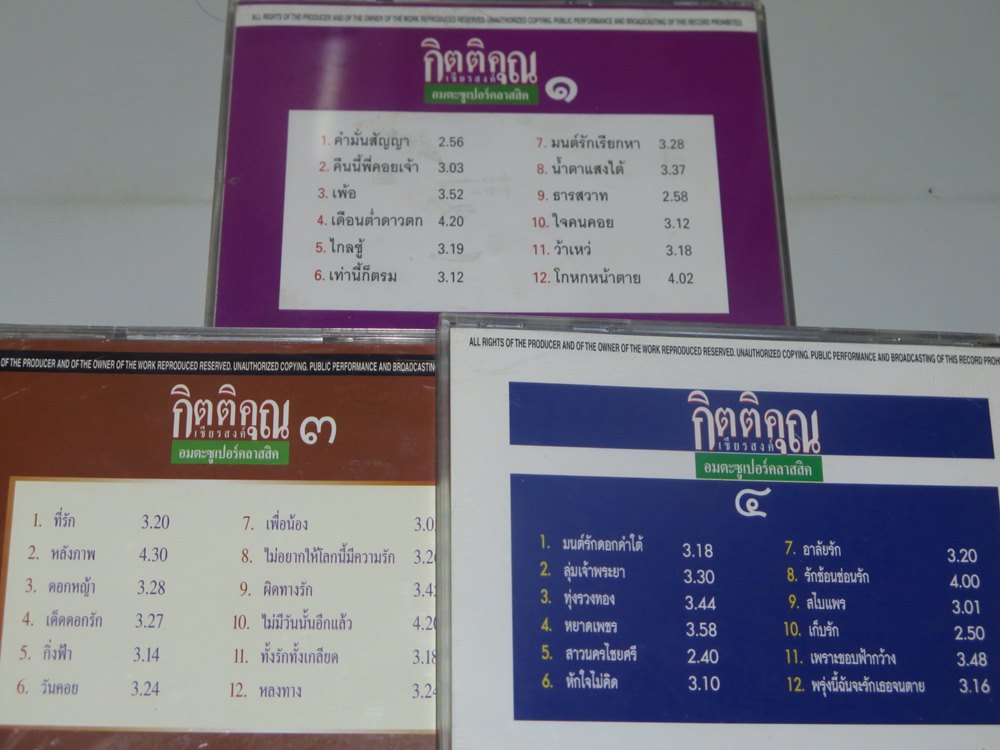 ALL RIGHTS OF THE PRODUCER AND OF THE OWNER OF THE WORK REPRODUCED RESERVED. UNAUTHORIZED COPYING. PUBLIC PERFORMANCE AND BROADCASTING OF THIS RECORD PROHIBITED.
กิตติคุณ
เชียรสงค์
อมตะซูเปอร์คลาสสิค ๑
1. คำมั่นสัญญา 2.56
2. คืนนี้พี่คอยเจ้า 3.03
3. เพ้อ 3.52
4. เดือนต่ำดาวตก 4.20
5. ไกลชู้ 3.19
6. เท่านี้ก็ตรม 3.12
7. มนต์รักเรียกหา 3.28
8. น้ำตาแสงไต้ 3.37
9. ธารสวาท 2.58
10. ใจคนคอย 3.12
11. ว้าเหว่ 3.18
12. โกหกหน้าตาย 4.02
OF THE PRODUCER AND OF THE OWNER OF THE WORK REPRODUCED RESERVED. UNAUTHORIZED COPYING. PUBLIC PERFORMANCE AND BROADCASTING
กิตติคุณ ๓
เชียรสงค์
อมตะซูเปอร์คลาสสิค
1. ที่รัก 3.20
2. หลังภาพ 4.30
3. ดอกหญ้า 3.28
4. เด็ดดอกรัก 3.27
5. กิ่งฟ้า 3.14
6. วันคอย 3.24
7. เพื่อน้อง 3.0
8. ไม่อยากให้โลกนี้มีความรัก 3.2
9. ผิดทางรัก 3.4
10. ไม่มีวันนั้นอีกแล้ว 4.20
11. ทั้งรักทั้งเกลียด 3.18
12. หลงทาง 3.24
ALL RIGHTS OF THE PRODUCER AND OF THE OWNER OF THE WORK REPRODUCED RESERVED. UNAUTHORIZED COPYING. PUBLIC PERFORMANCE AND BROADCASTING OF THIS RECORD PROH
กิตติคุณ
เชียรสงค์
อมตะซูเปอร์คลาสสิค
๔
1. มนต์รักดอกคำใต้ 3.18
2. ลุ่มเจ้าพระยา 3.30
3. ทุ่งรวงทอง 3.44
4. หยาดเพชร 3.58
5. สาวนครไชยศรี 2.40
6. หักใจไม่คิด 3.10
7. อาลัยรัก 3.20
8. รักซ้อนซ่อนรัก 4.00
9. สไบแพร 3.01
10. เก็บรัก 2.50
11. เพราะขอบฟ้ากว้าง 3.48
12. พรุ่งนี้ฉันจะรักเธอจนตาย 3.16